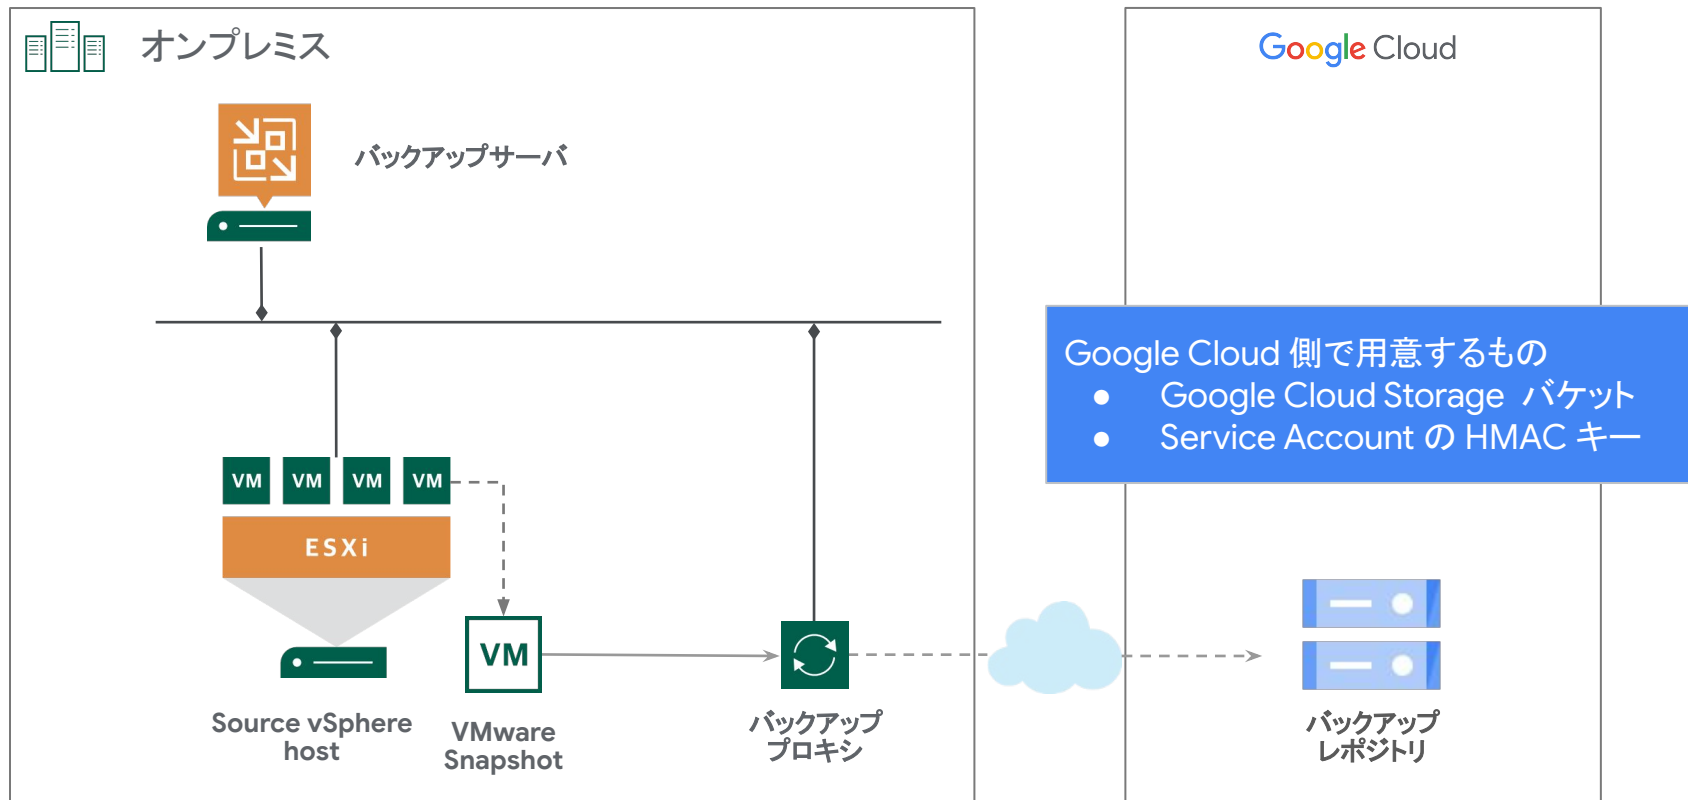 オンプレミス
Google Cloud
バックアップサーバ
Google Cloud 側で用意するもの
● Google Cloud Storage バケット
● Service Account の HMAC キー
VM VM VM VM
ESXi
VM
Source vSphere
host
VMware
Snapshot
バックアップ
プロキシ
バックアップ
レポジトリ